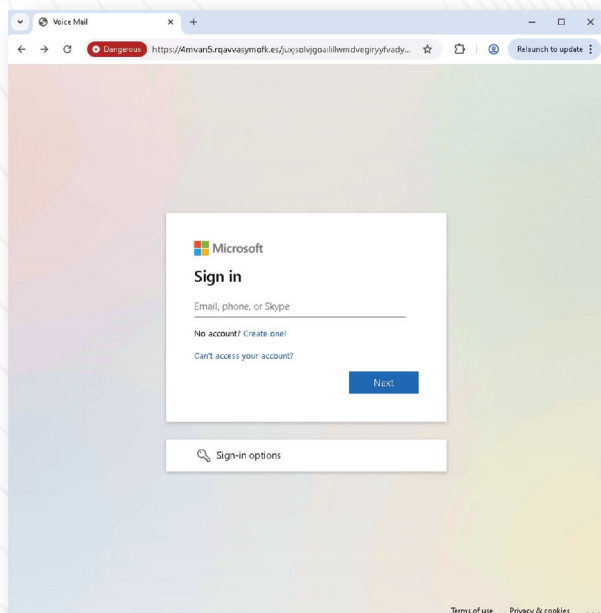 Voice Mail
Dangerous https://4mvan5.rqavvasymofk.es/juxjsolvjgoailillwmdvegiryyfvady... Relaunch to update
Microsoft
Sign in
Email, phone, or Skype
No account? Create one!
Can't access your account?
Next
Sign-in options
Terms of use Privacy & cookies